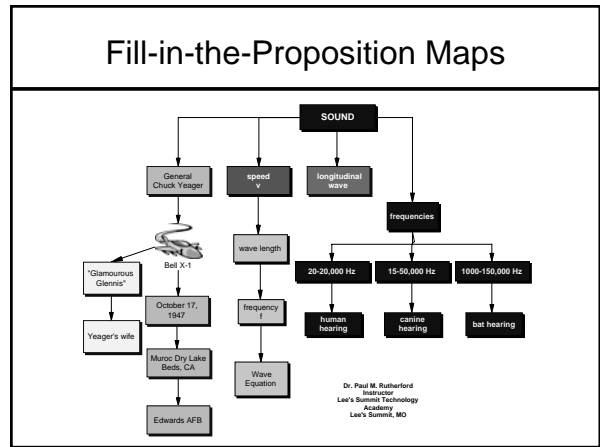 Fill-in-the-Proposition Maps
SOUND
General
Chuck Yeager
speed
v
longitudinal
wave
frequencies
Bell X-1
wave length
"Glamourous
Glennis"
20-20,000 Hz
15-50,000 Hz
1000-150,000 Hz
October 17,
1947
frequency
f
human
hearing
canine
hearing
bat hearing
Yeager's wife
Muroc Dry Lake
Beds, CA
Wave
Equation
Edwards AFB
Dr. Paul M. Rutherford
Instructor
Lee's Summit Technology
Academy
Lee's Summit, MO